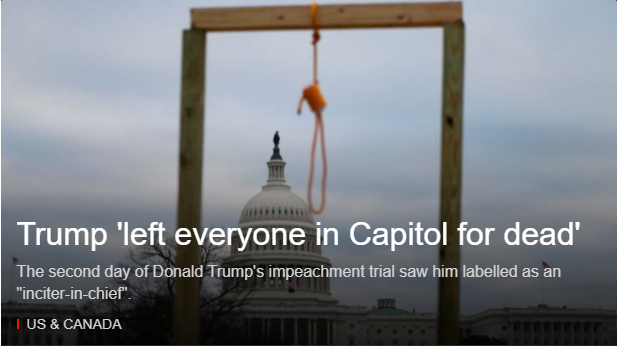 Trump 'left everyone in Capitol for dead'
The second day of Donald Trump's impeachment trial saw him labelled as an
"inciter-in-chief".
US & CANADA